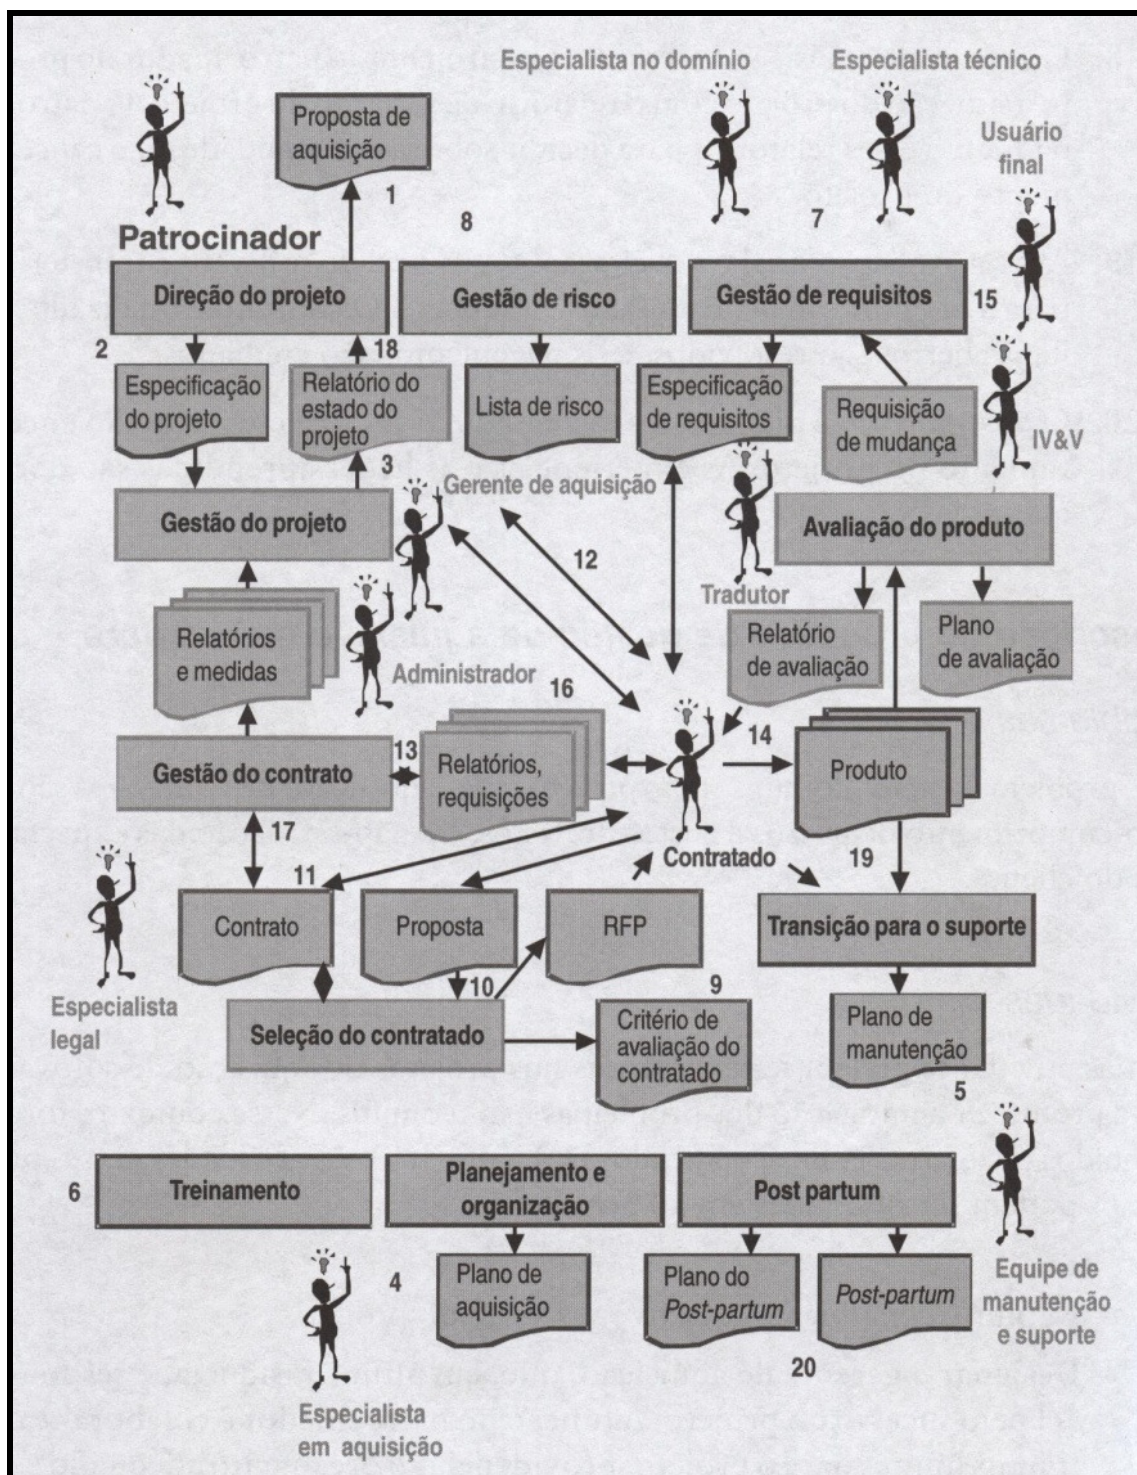 Especialista no domínio
Especialista técnico
Proposta de
aquisição
1
Usuário
final
8
7
Patrocinador
Direção do projeto
Gestão de risco
Gestão de requisitos
15
2
18
Especificação
do projeto
Relatório do
estado do
projeto
Lista de risco
Especificação
de requisitos
Requisição
de mudança
IV&V
3
Gerente de aquisição
Gestão do projeto
Avaliação do produto
12
Tradutor
Relatórios
e medidas
Administrador
Relatório
de avaliação
Plano
de avaliação
16
14
Gestão do contrato
13
Relatórios,
requisições
Produto
17
11
Contratado
19
Contrato
Proposta
RFP
Transição para o suporte
10
9
Especialista
legal
Seleção do contratado
Critério de
avaliação do
contratado
Plano de
manutenção
5
6
Treinamento
Planejamento e
organização
Post partum
4
Plano de
aquisição
Plano do
Post-partum
Post-partum
Equipe de
manutenção
e suporte
20
Especialista
em aquisição